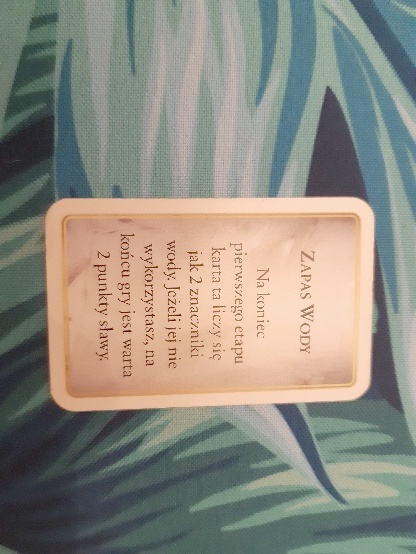 Zapas Wody
Na koniec
pierwszego etapu
karta ta liczy się
jak 2 znaczniki
wody. Jeżeli jej nie
wykorzystasz, na
końcu gry jest warta
2 punkty sławy.